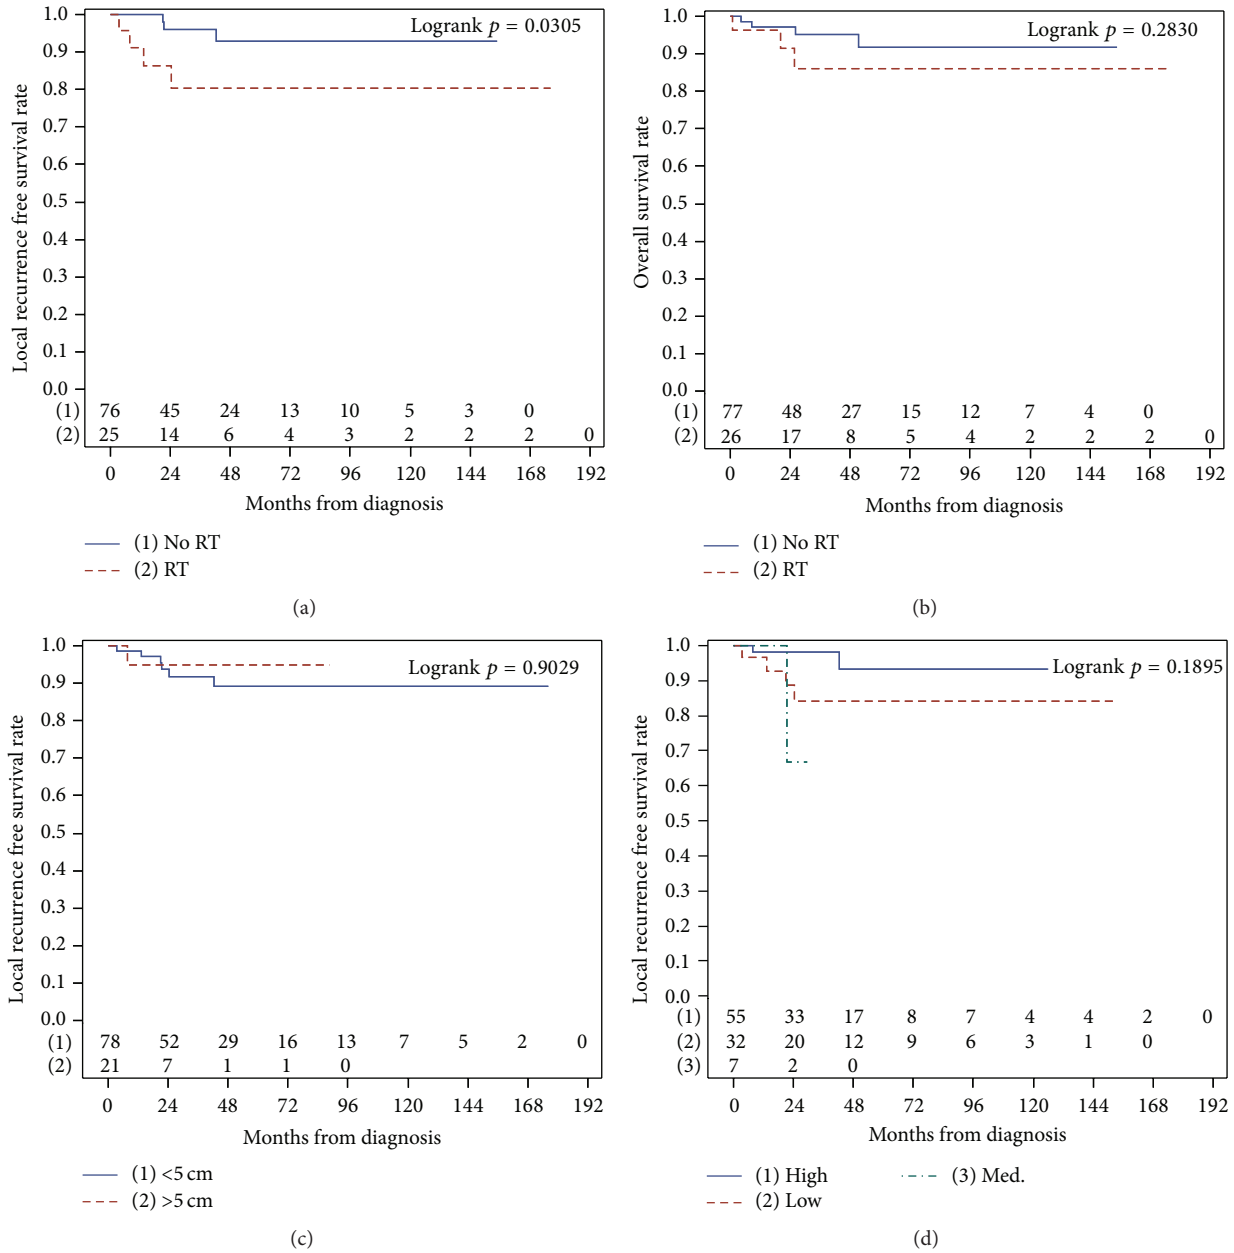 Local recurrence free survival rate
1.0
0.9
0.8
0.7
0.6
0.5
0.4
0.3
0.2
0.1
0.0
Logrank p = 0.0305
(1) 76 45 24 13 10 5 3 0
(2) 25 14 6 4 3 2 2 2 0
0 24 48 72 96 120 144 168 192
Months from diagnosis
(1) No RT
(2) RT
(a)
Overall survival rate
1.0
0.9
0.8
0.7
0.6
0.5
0.4
0.3
0.2
0.1
0.0
Logrank p = 0.2830
(1) 77 48 27 15 12 7 4 0
(2) 26 17 8 5 4 2 2 2 0
0 24 48 72 96 120 144 168 192
Months from diagnosis
(1) No RT
(2) RT
(b)
Local recurrence free survival rate
1.0
0.9
0.8
0.7
0.6
0.5
0.4
0.3
0.2
0.1
0.0
Logrank p = 0.9029
(1) 78 52 29 16 13 7 5 2 0
(2) 21 7 1 1 0
0 24 48 72 96 120 144 168 192
Months from diagnosis
(1) <5 cm
(2) >5 cm
(c)
Local recurrence free survival rate
1.0
0.9
0.8
0.7
0.6
0.5
0.4
0.3
0.2
0.1
0.0
Logrank p = 0.1895
(1) 55 33 17 8 7 4 4 2 0
(2) 32 20 12 9 6 3 1 0
(3) 7 2 0
0 24 48 72 96 120 144 168 192
Months from diagnosis
(1) High
(2) Low
(3) Med.
(d)